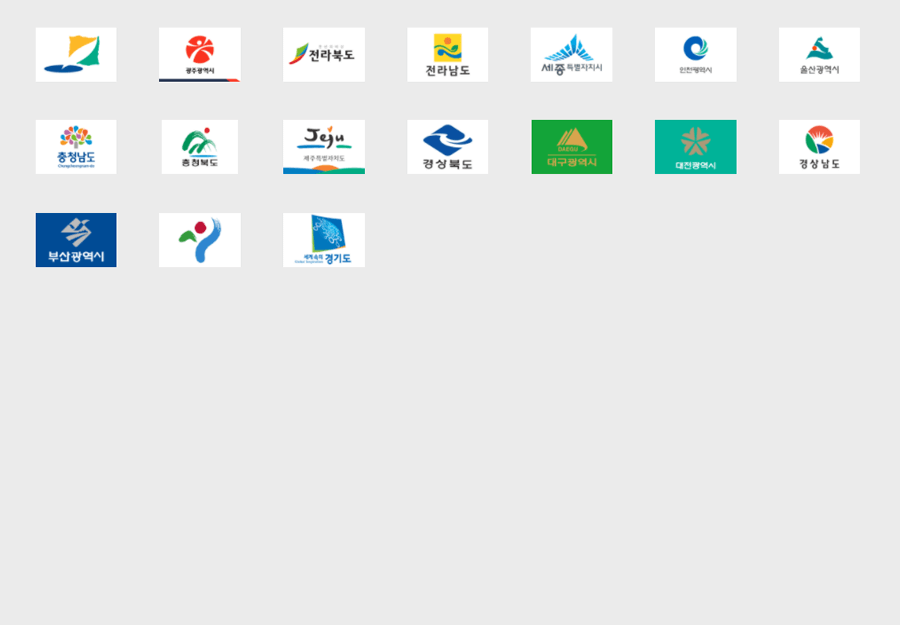 광주광역시
전라북도
전라남도
세종특별자치시
인천광역시
울산광역시
충청남도
Chungcheongnam-do
충청북도
Jeju
제주특별자치도
경상북도
DAEGU
대구광역시
대전광역시
경상남도
부산광역시
세계속의
경기도